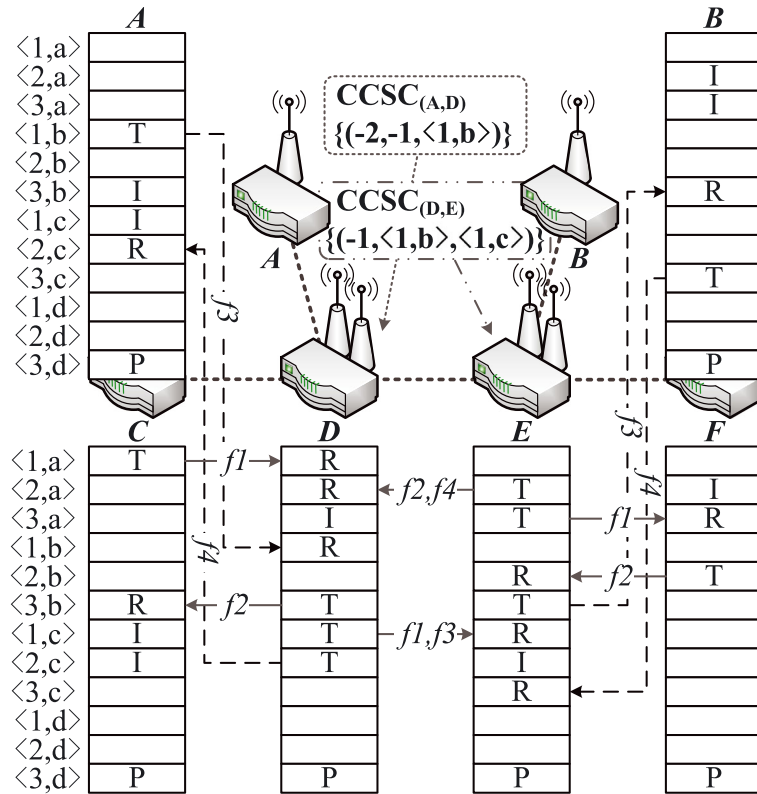 A B
<1,a>
<2,a> I
<3,a> I
<1,b> T
<2,b>
<3,b> I R
<1,c> I
<2,c> R
<3,c> T
<1,d>
<2,d>
<3,d> P P
CCSC(A,D)
{(-2,-1,<1,b>)}
CCSC(D,E)
{(-1,<1,b>,<1,c>)}
A B
f3
f3
f4
f4
C D E F
<1,a> T f1 R
<2,a> R f2,f4 T I
<3,a> I T f1 R
<1,b> R
<2,b> R f2 T
<3,b> R f2 T T
<1,c> I T f1,f3 R
<2,c> I T I
<3,c> R
<1,d>
<2,d>
<3,d> P P P P